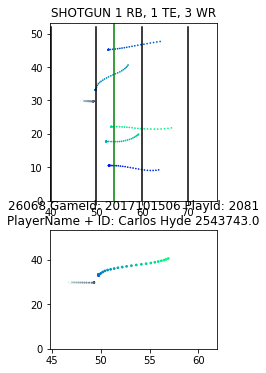 SHOTGUN 1 RB, 1 TE, 3 WR
50
40
30
20
10
0
40 50 60 70
26068 GameId: 2017101506 PlayId: 2081
PlayerName + ID: Carlos Hyde 2543743.0
40
20
0
45 50 55 60